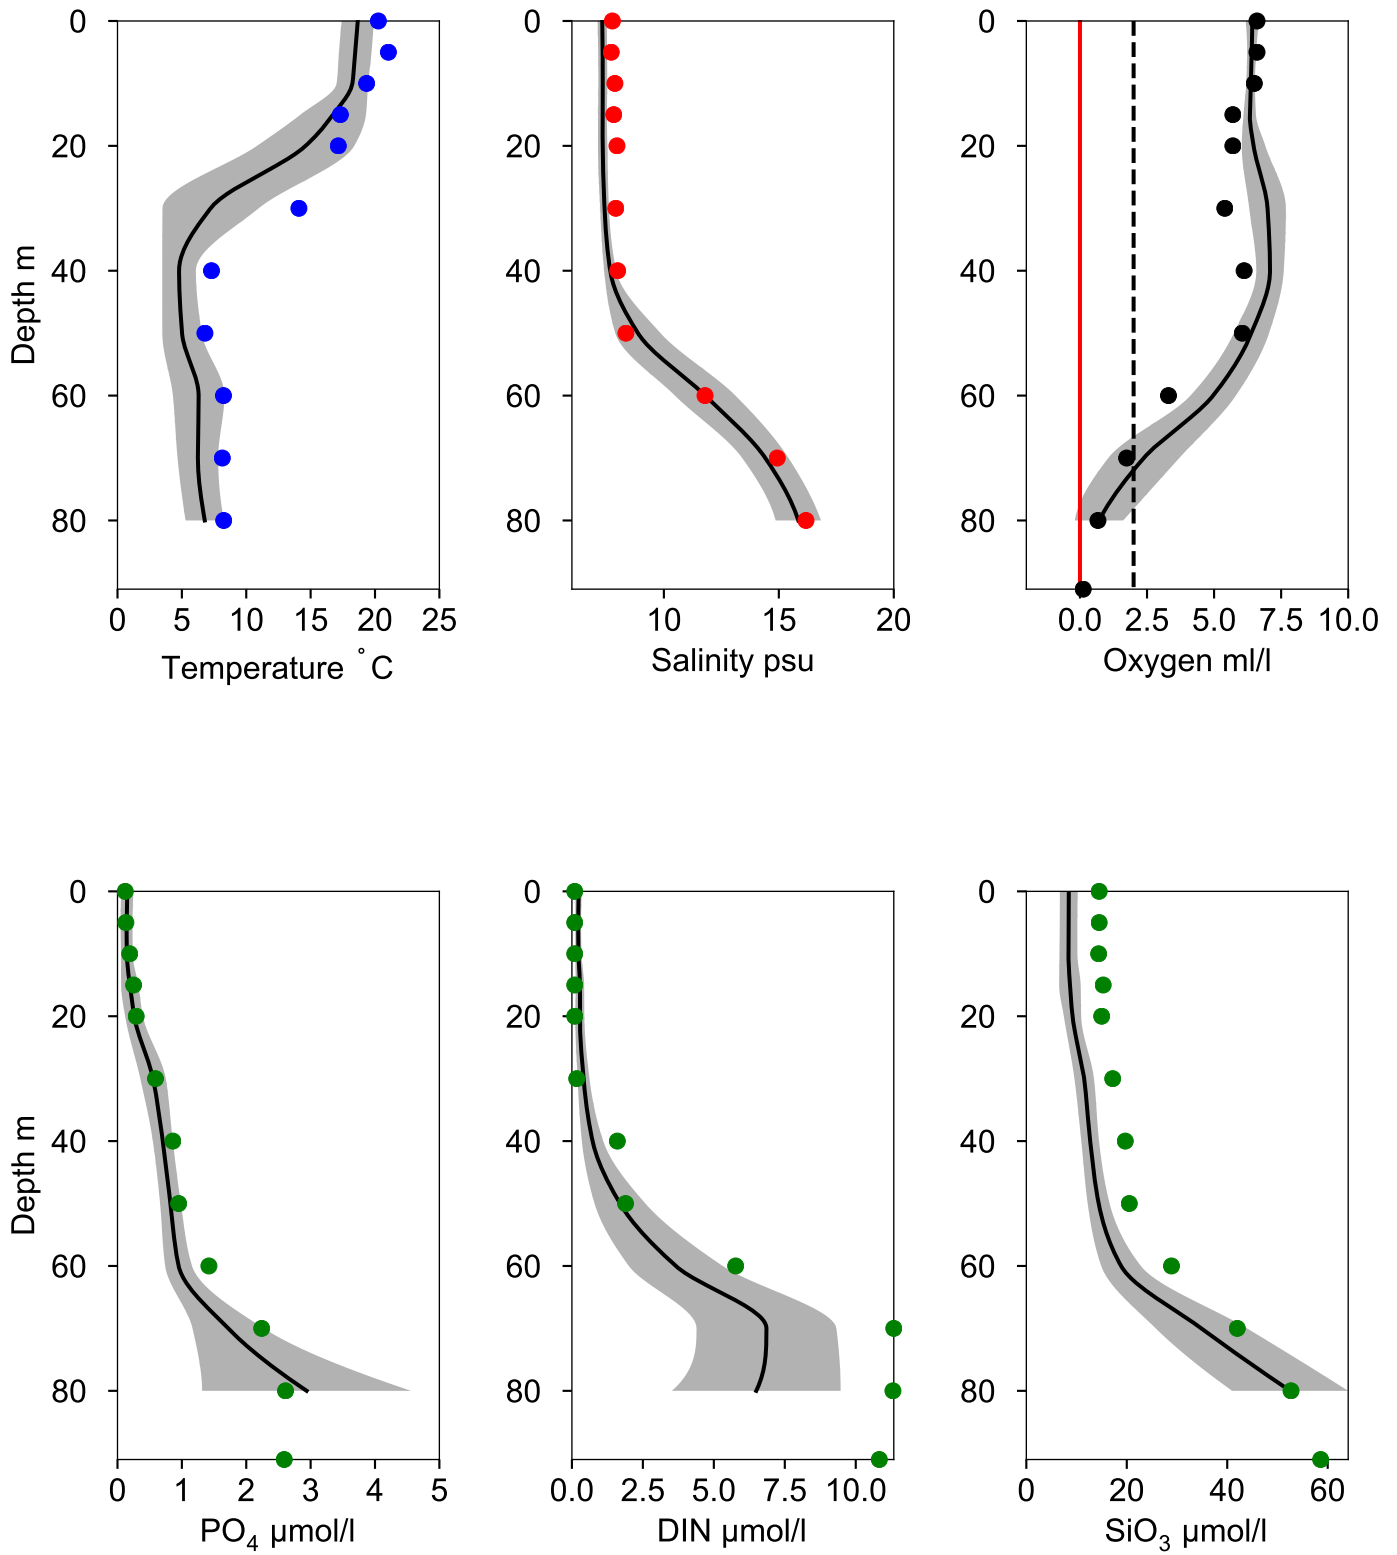 0
20
40
60
80
Depth m
0 5 10 15 20 25
Temperature °C
0
20
40
60
80
10 15 20
Salinity psu
0
20
40
60
80
0.0 2.5 5.0 7.5 10.0
Oxygen ml/l
0
20
40
60
80
Depth m
0 1 2 3 4 5
PO₄ µmol/l
0
20
40
60
80
0.0 2.5 5.0 7.5 10.0
DIN µmol/l
0
20
40
60
80
0 20 40 60
SiO₃ µmol/l